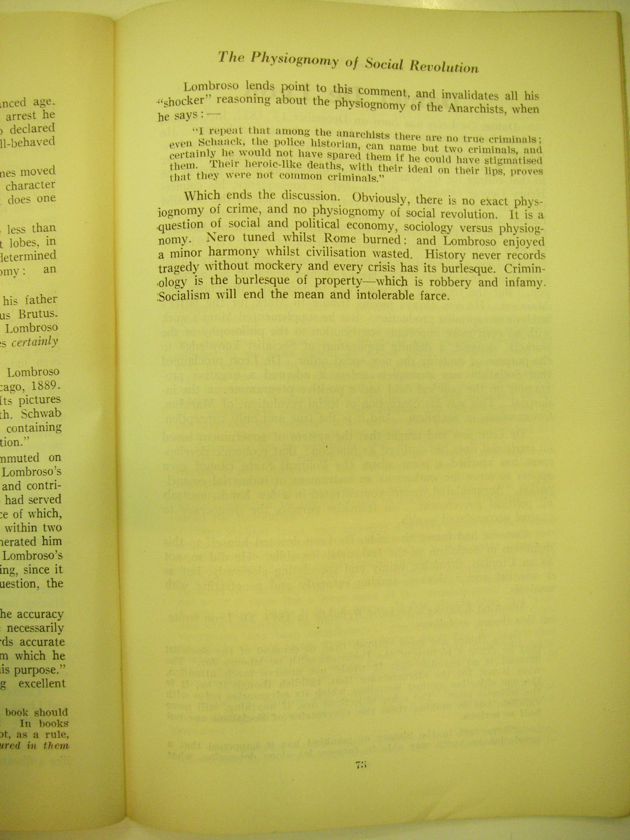 anced age.
arrest he
declared
ll-behaved
nes moved
character
does one
less than
t lobes, in
determined
omy: an
his father
us Brutus.
Lombroso
es certainly
Lombroso
cago, 1889.
Its pictures
th. Schwab
containing
tion."
mmuted on
Lombroso's
and contri-
had served
ce of which,
within two
nerated him
Lombroso's
ing, since it
uestion, the
he accuracy
necessarily
rds accurate
m which he
is purpose."
g excellent
book should
In books
ot, as a rule,
ured in them
The Physiognomy of Social Revolution
Lombroso lends point to this comment, and invalidates all his
"shocker" reasoning about the physiognomy of the Anarchists, when
he says:—
"I repeat that among the anarchists there are no true criminals;
even Schaack, the police historian, can name but two criminals, and
certainly he would not have spared them if he could have stigmatised
them. Their heroic-like deaths, with their ideal on their lips, proves
that they were not common criminals."
Which ends the discussion. Obviously, there is no exact phys-
iognomy of crime, and no physiognomy of social revolution. It is a
question of social and political economy, sociology versus physiog-
nomy. Nero tuned whilst Rome burned: and Lombroso enjoyed
a minor harmony whilst civilisation wasted. History never records
tragedy without mockery and every crisis has its burlesque. Crimin-
ology is the burlesque of property—which is robbery and infamy.
Socialism will end the mean and intolerable farce.